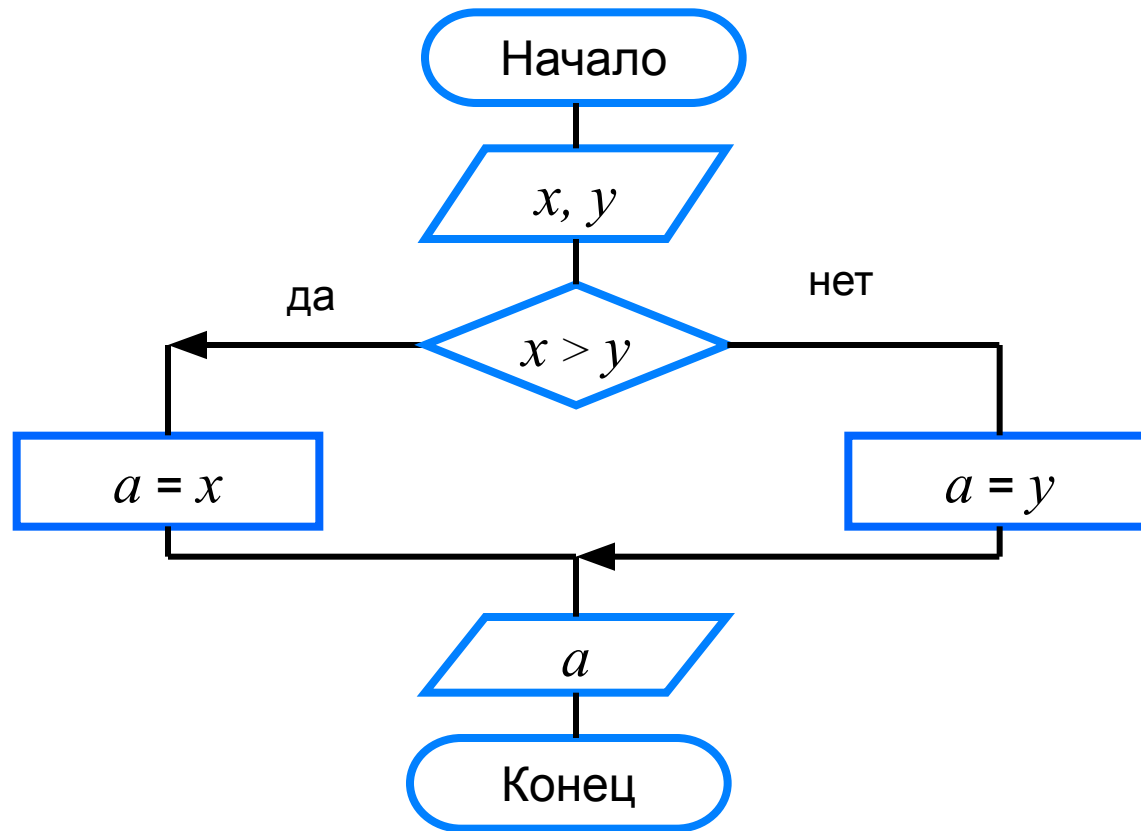 Начало
x, y
да
нет
x > y
a = x
a = y
a
Конец